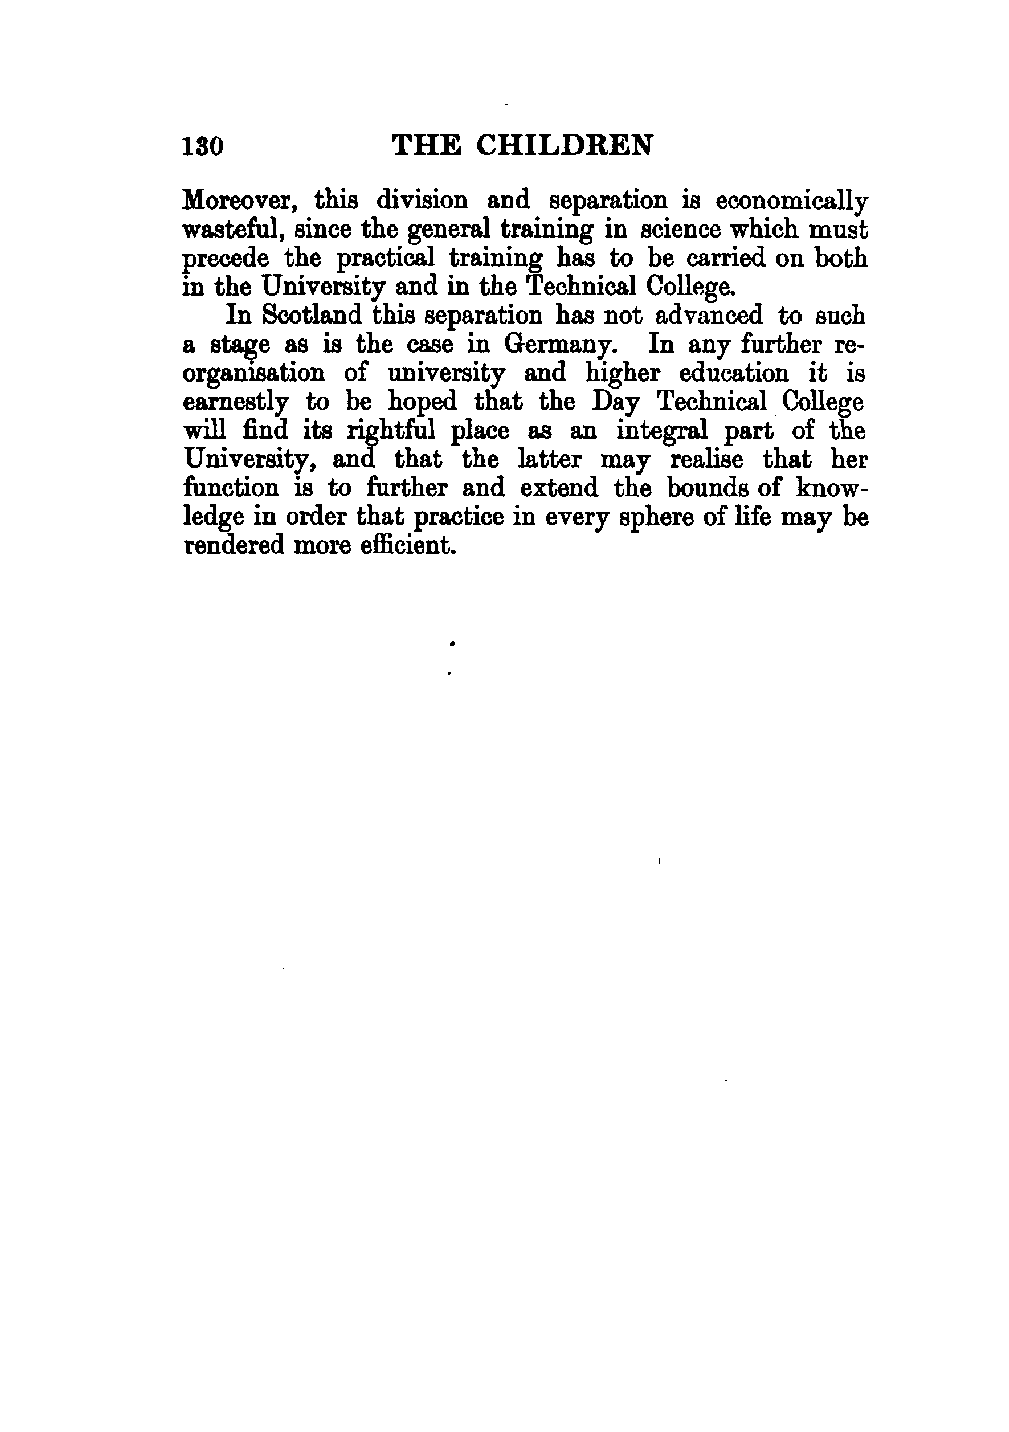 130 THE CHILDREN
Moreover, this division and separation is economically
wasteful, since the general training in science which must
precede the practical training has to be carried on both
in the University and in the Technical College.
In Scotland this separation has not advanced to such
a stage as is the case in Germany. In any further re-
organisation of university and higher education it is
earnestly to be hoped that the Day Technical College
will find its rightful place as an integral part of the
University, and that the latter may realise that her
function is to further and extend the bounds of know-
ledge in order that practice in every sphere of life may be
rendered more efficient.